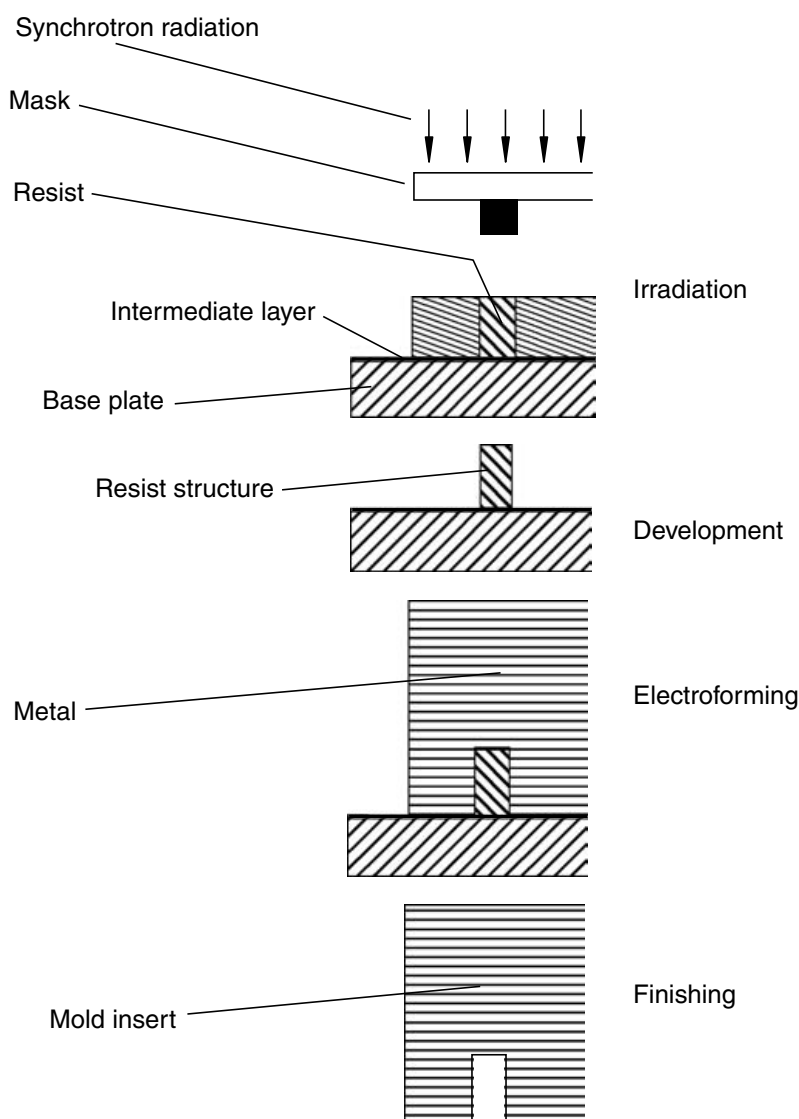 Synchrotron radiation
Mask
Resist
Irradiation
Intermediate layer
Base plate
Resist structure
Development
Metal
Electroforming
Mold insert
Finishing